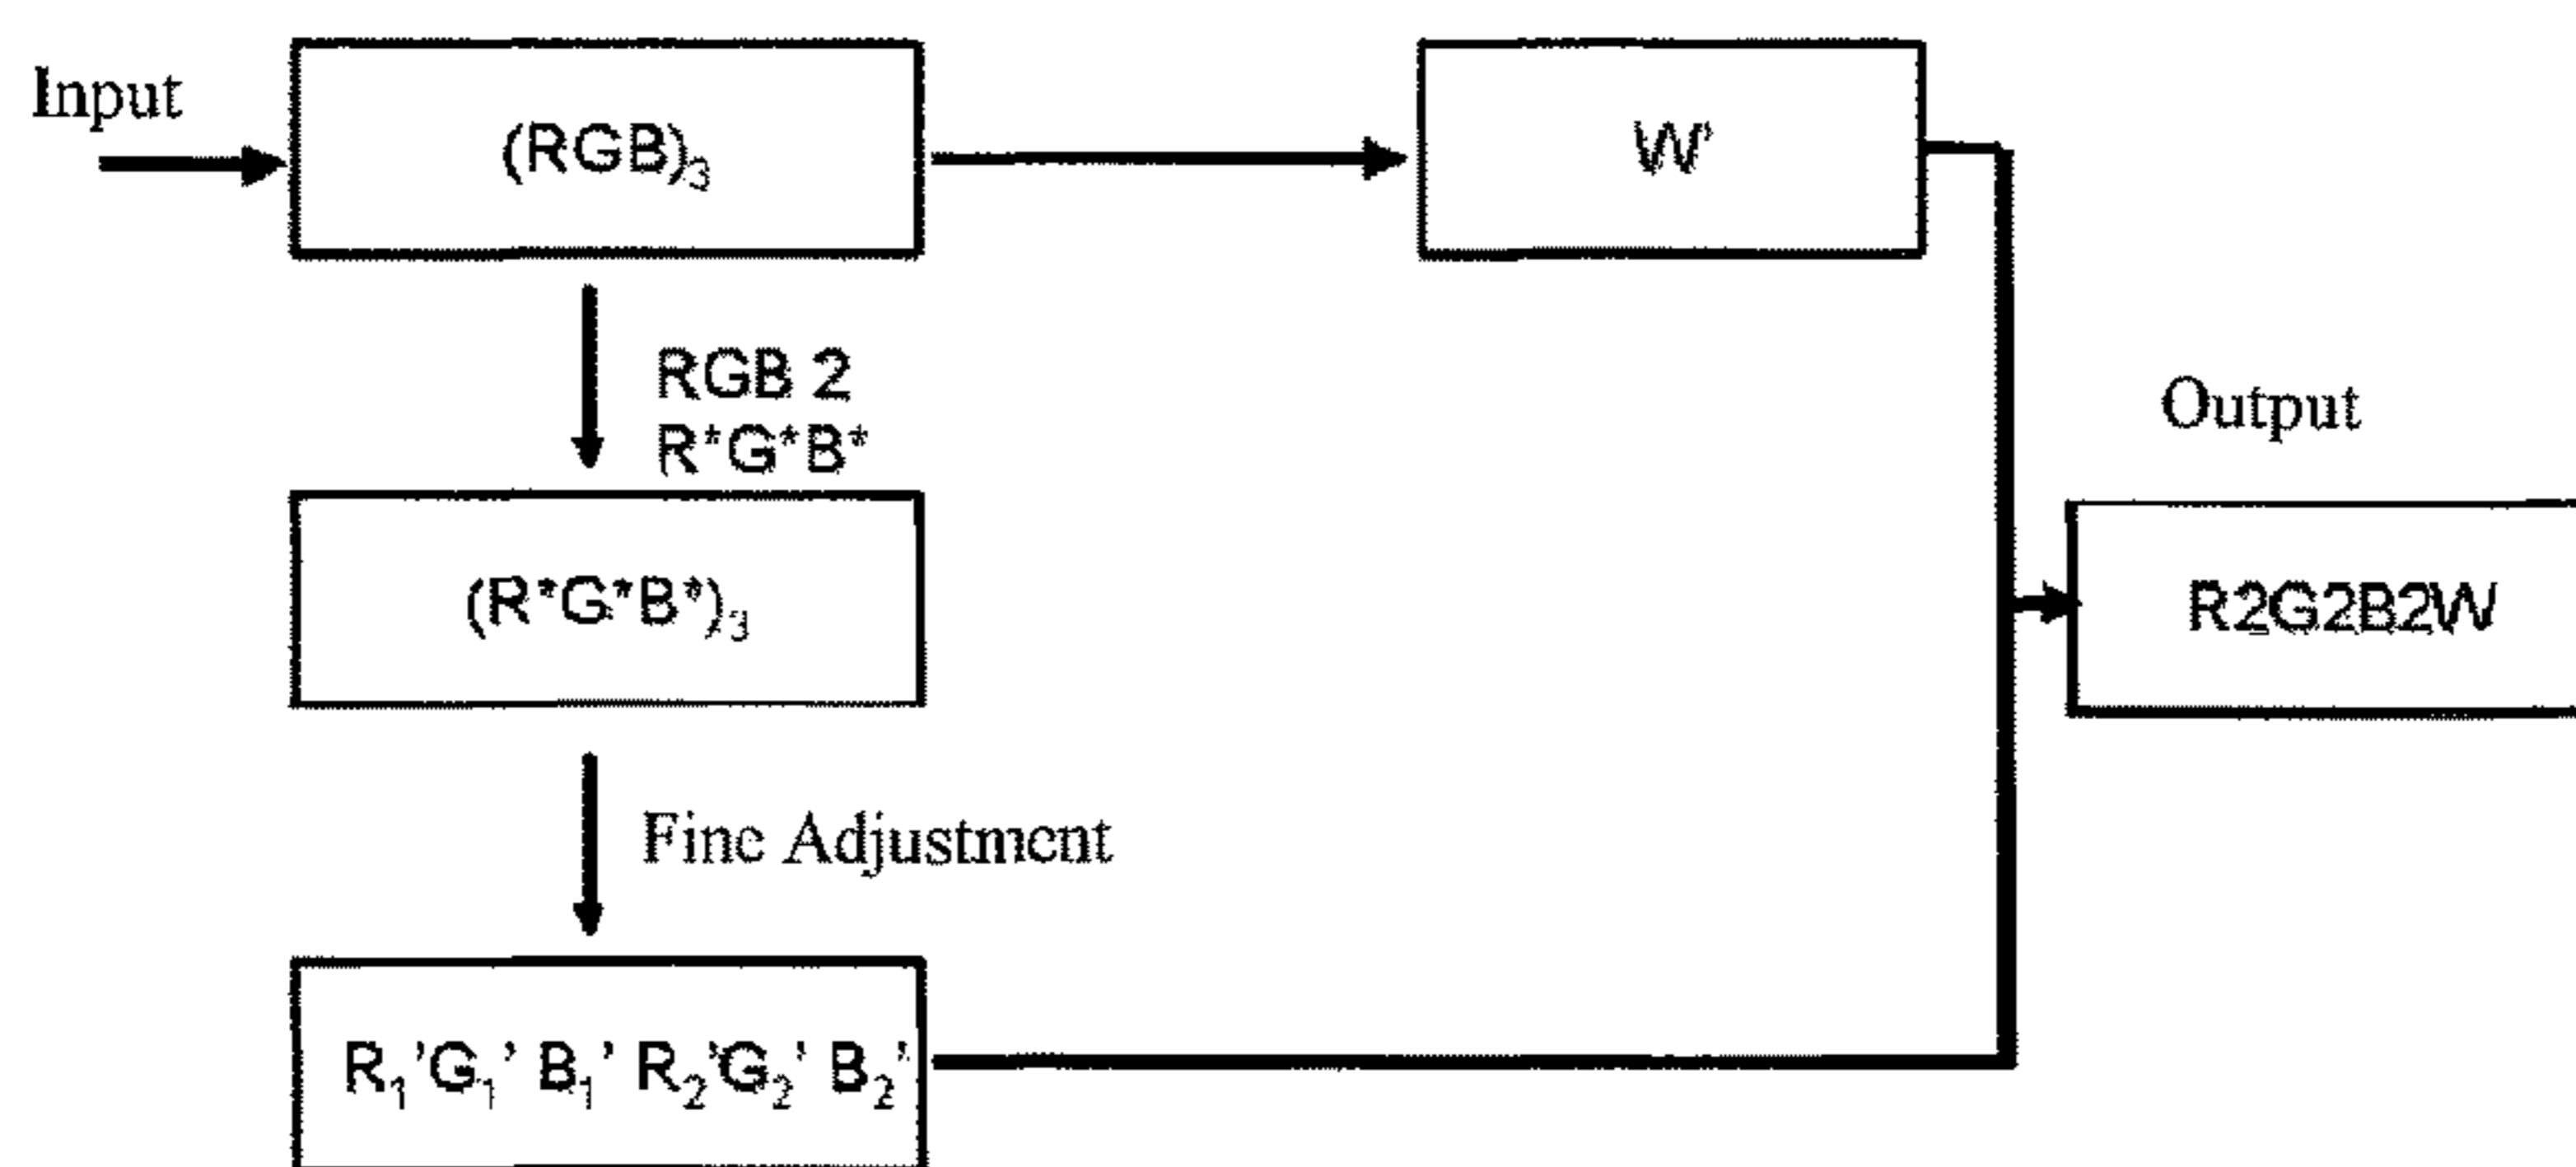 Input
(RGB)₃
W'
RGB 2
R*G*B*
Output
(R*G*B*)₃
R2G2B2W
Fine Adjustment
R₁'G₁' B₁' R₂'G₂' B₂'